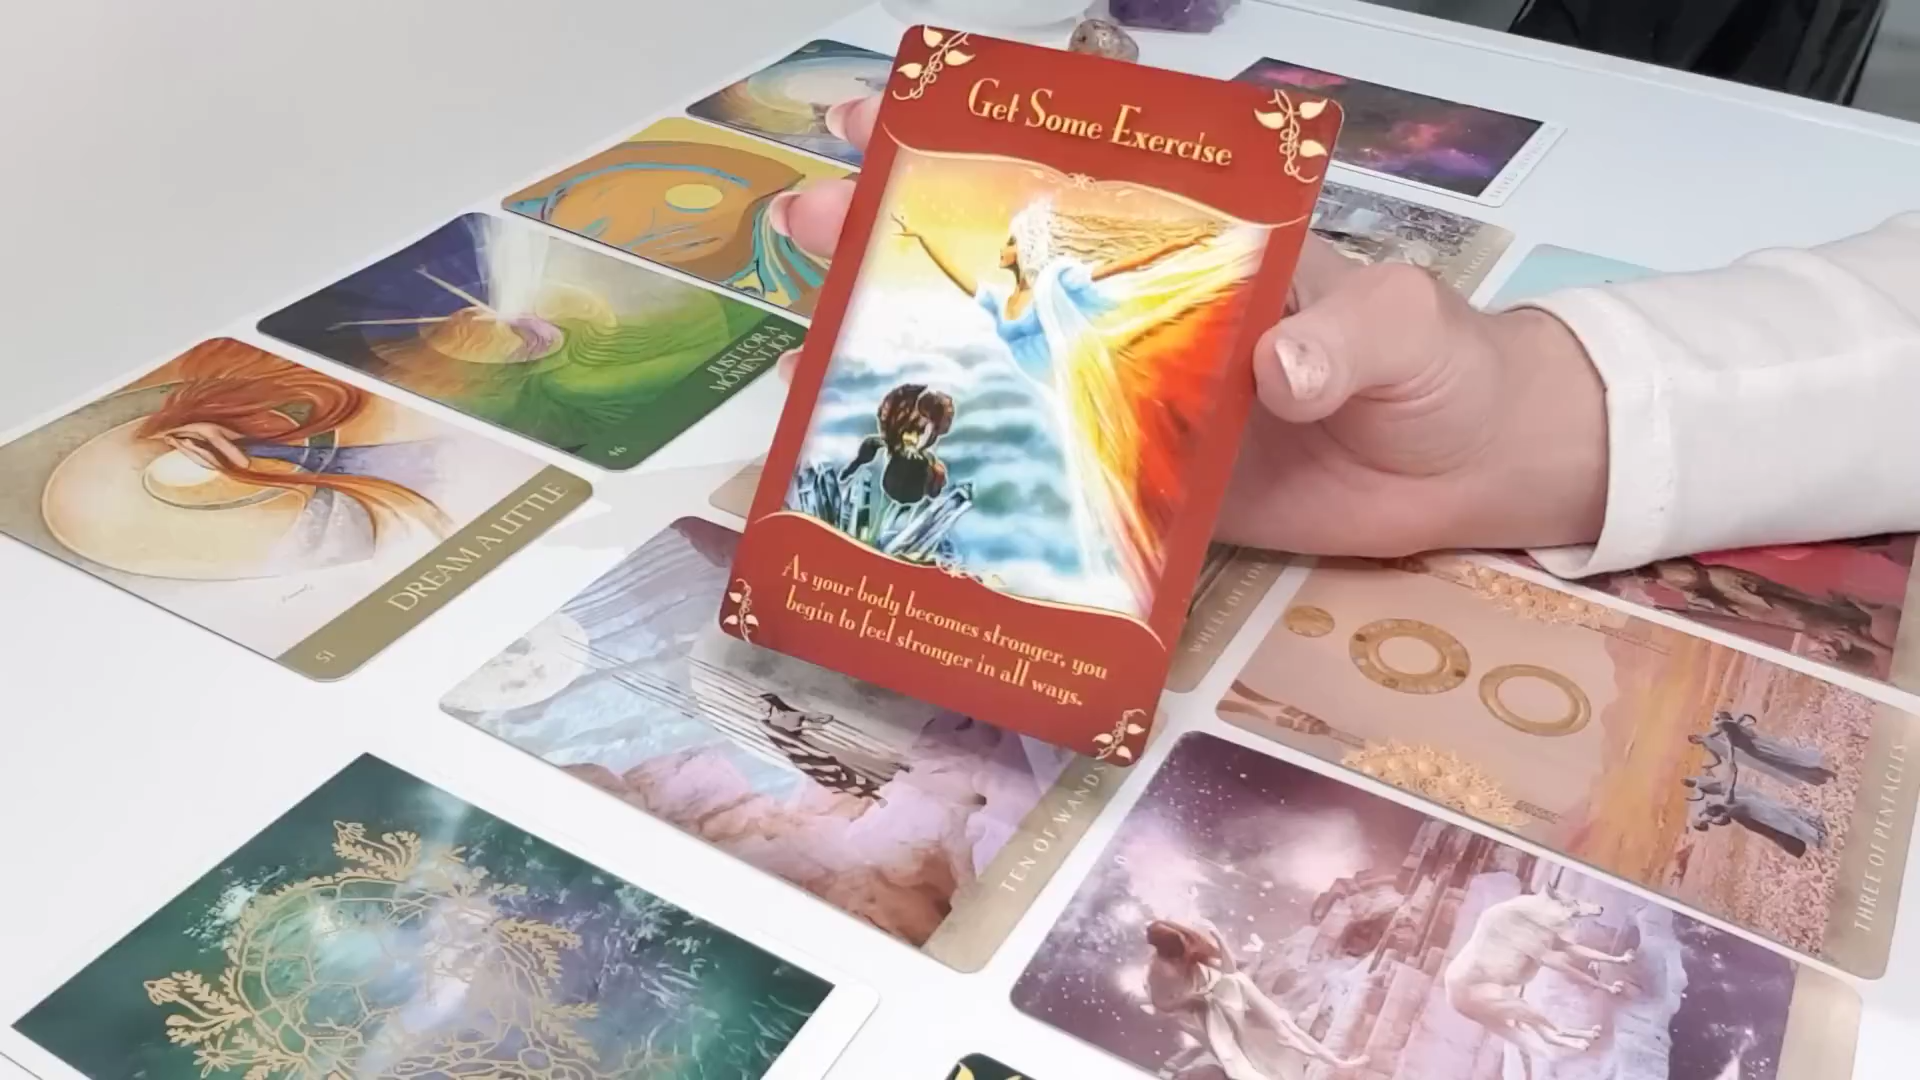 Get Some Exercise
As your body becomes stronger, you
begin to feel stronger in all ways.
JUST FOR A
MOMENT, JOY
46
DREAM A LITTLE
51
TEN OF WANDS
THREE OF PENTACLES